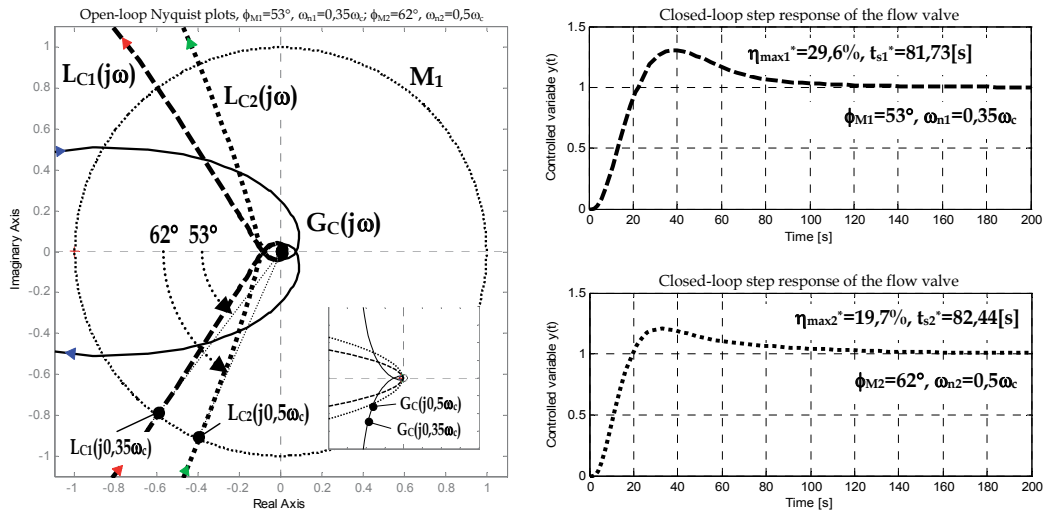 Open-loop Nyquist plots, ϕM1=53°, ωn1=0,35ωc; ϕM2=62°, ωn2=0,5ωc
LC1(jω)
LC2(jω)
M1
GC(jω)
62° 53°
LC1(j0,35ωc)
LC2(j0,5ωc)
GC(j0,5ωc)
GC(j0,35ωc)
Imaginary Axis
1
0.8
0.6
0.4
0.2
0
-0.2
-0.4
-0.6
-0.8
-1
-1 -0.8 -0.6 -0.4 -0.2 0 0.2 0.4 0.6 0.8 1
Real Axis
Closed-loop step response of the flow valve
ηmax1*=29,6%, ts1*=81,73[s]
ϕM1=53°, ωn1=0,35ωc
Controlled variable y(t)
1.5
1
0.5
0
0 20 40 60 80 100 120 140 160 180 200
Time [s]
Closed-loop step response of the flow valve
ηmax2*=19,7%, ts2*=82,44[s]
ϕM2=62°, ωn2=0,5ωc
Controlled variable y(t)
1.5
1
0.5
0
0 20 40 60 80 100 120 140 160 180 200
Time [s]